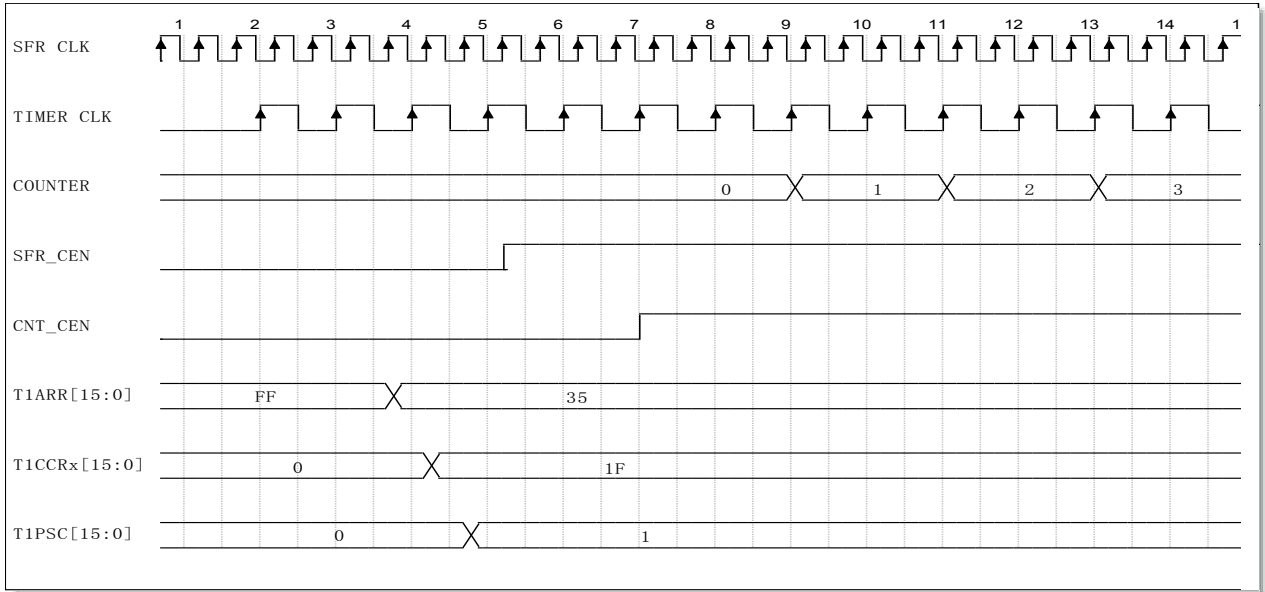 1 2 3 4 5 6 7 8 9 10 11 12 13 14 1
SFR CLK
TIMER CLK
COUNTER 0 1 2 3
SFR_CEN
CNT_CEN
T1ARR[15:0] FF 35
T1CCRx[15:0] 0 1F
T1PSC[15:0] 0 1